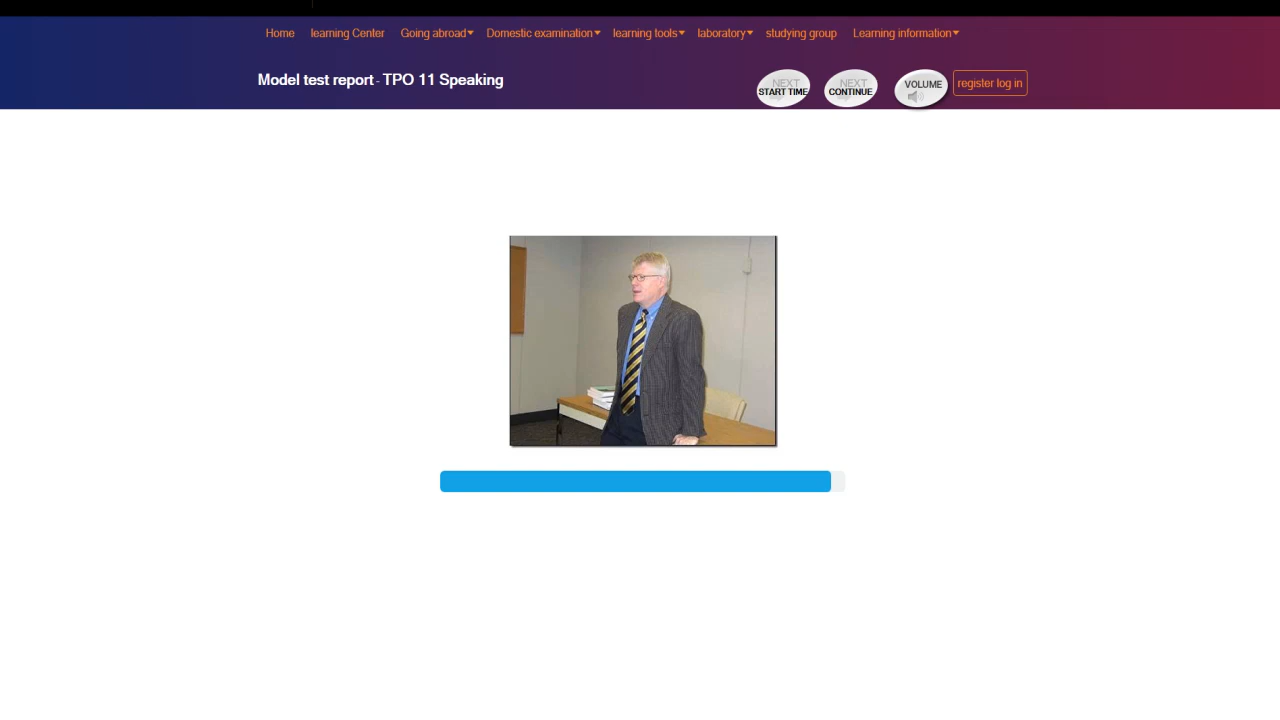 Home learning Center Going abroad Domestic examination learning tools laboratory studying group Learning information
Model test report - TPO 11 Speaking
NEXT
START TIME
NEXT
CONTINUE
VOLUME
register log in